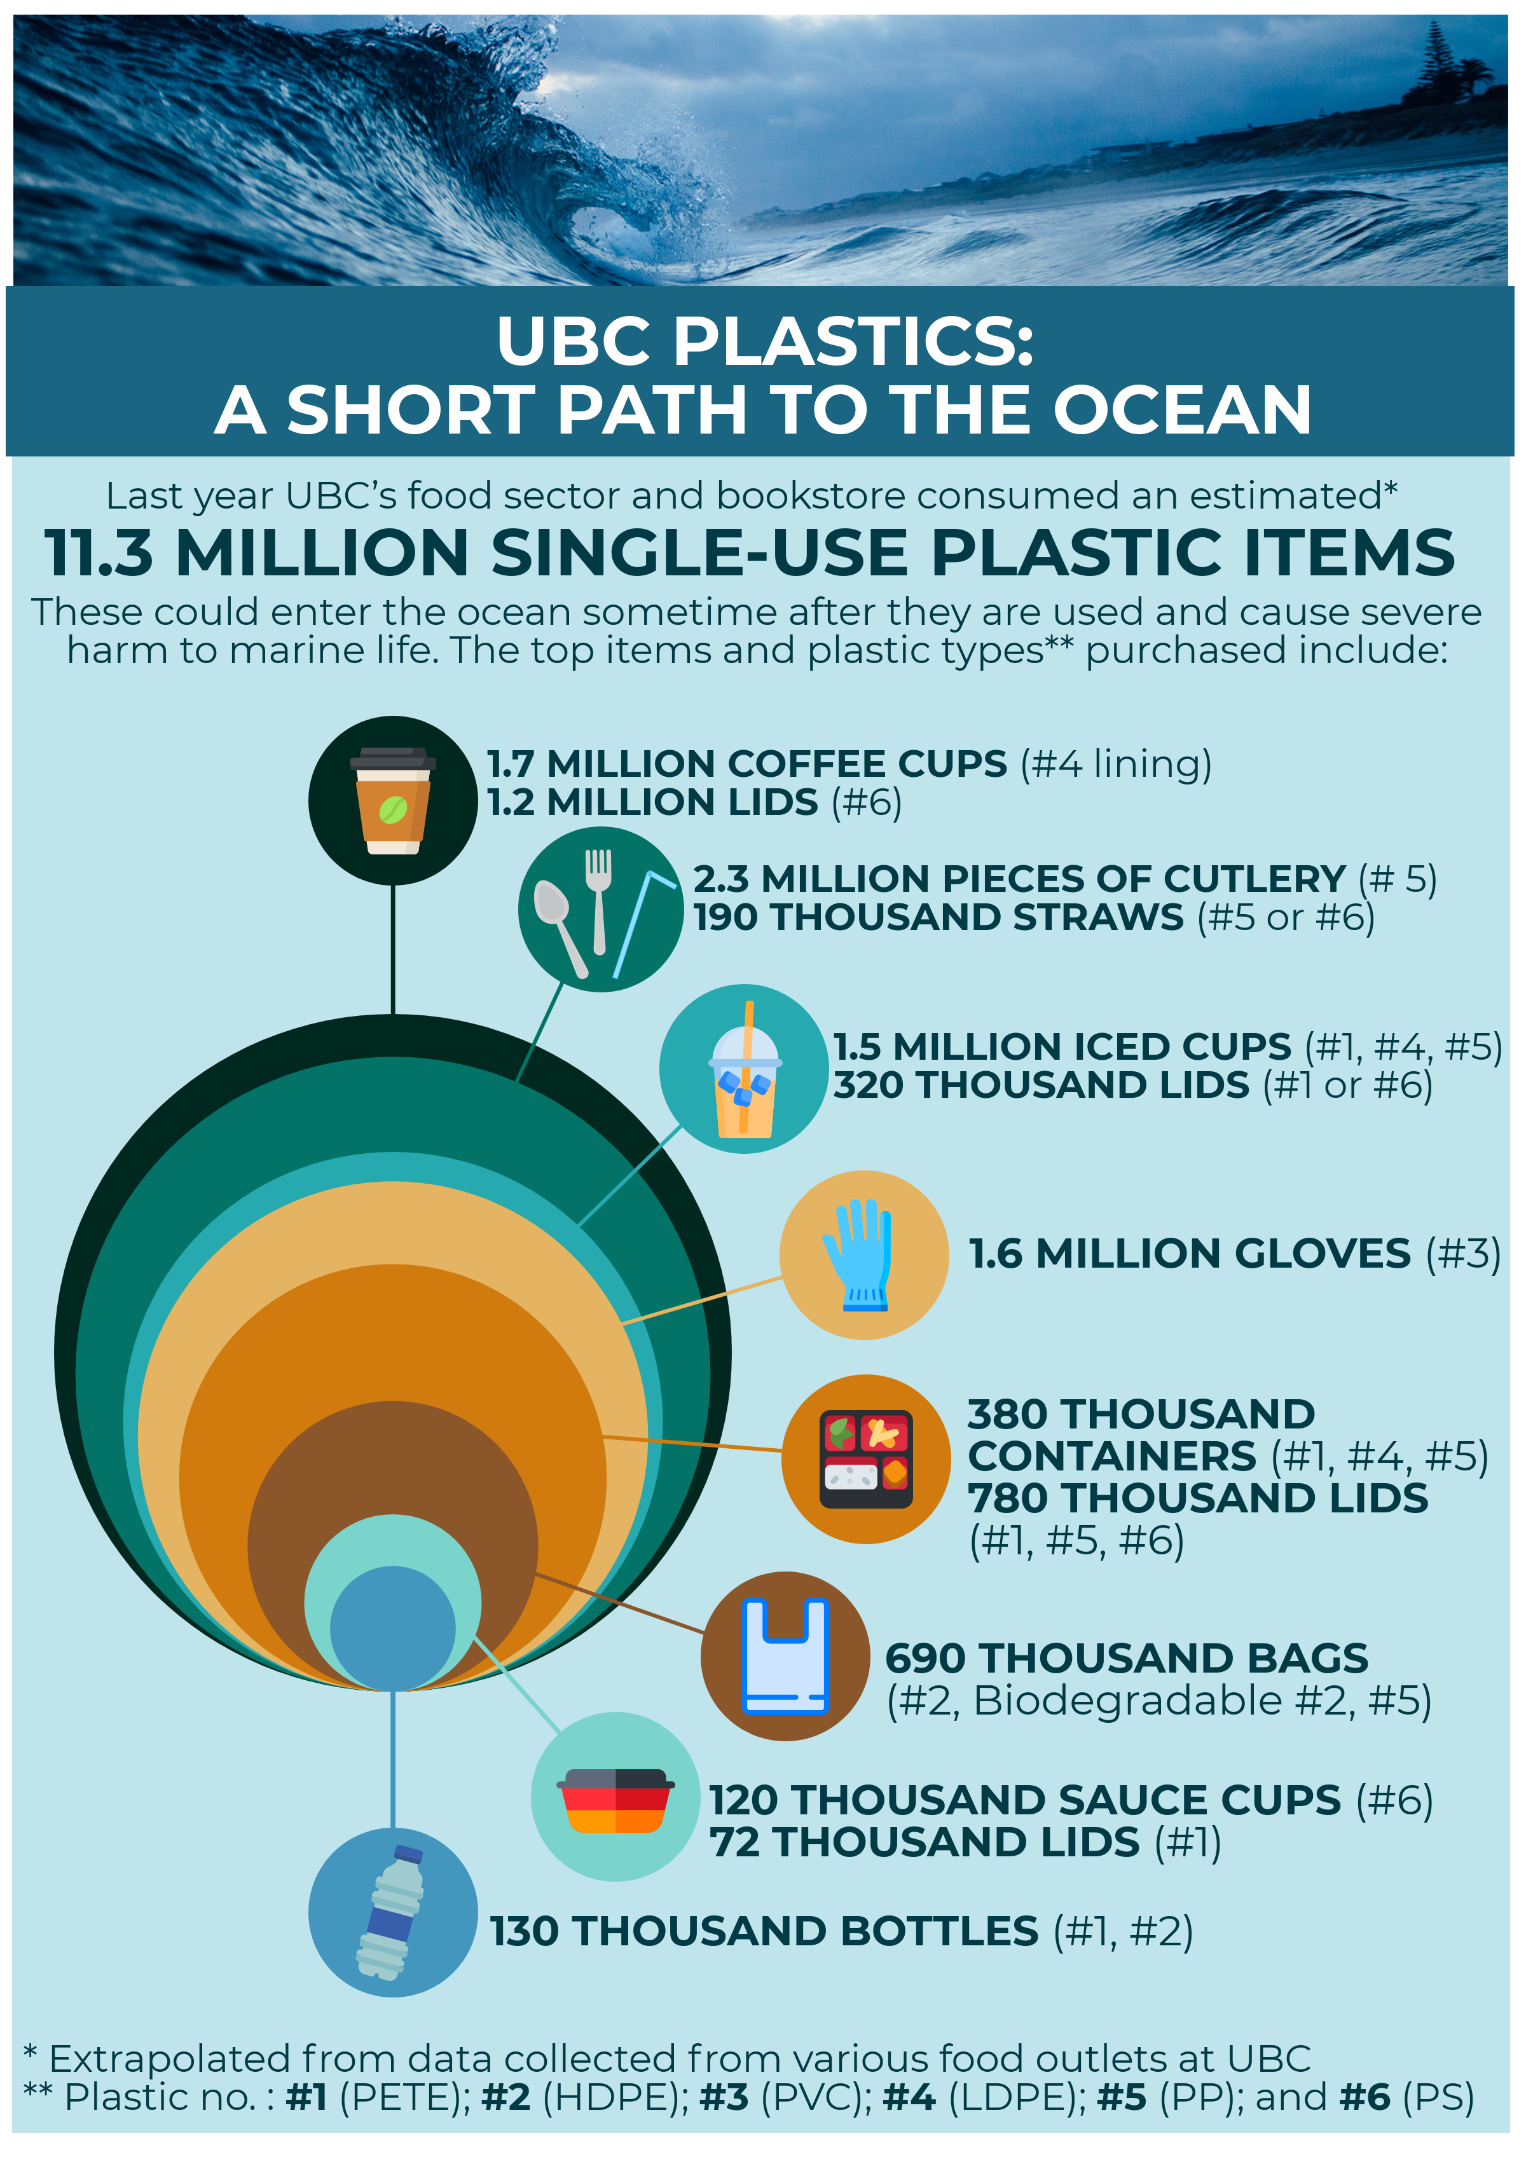 UBC PLASTICS:
A SHORT PATH TO THE OCEAN
Last year UBC's food sector and bookstore consumed an estimated*
11.3 MILLION SINGLE-USE PLASTIC ITEMS
These could enter the ocean sometime after they are used and cause severe
harm to marine life. The top items and plastic types** purchased include:
1.7 MILLION COFFEE CUPS (#4 lining)
1.2 MILLION LIDS (#6)
2.3 MILLION PIECES OF CUTLERY (# 5)
190 THOUSAND STRAWS (#5 or #6)
1.5 MILLION ICED CUPS (#1, #4, #5)
320 THOUSAND LIDS (#1 or #6)
1.6 MILLION GLOVES (#3)
380 THOUSAND
CONTAINERS (#1, #4, #5)
780 THOUSAND LIDS
(#1, #5, #6)
690 THOUSAND BAGS
(#2, Biodegradable #2, #5)
120 THOUSAND SAUCE CUPS (#6)
72 THOUSAND LIDS (#1)
130 THOUSAND BOTTLES (#1, #2)
* Extrapolated from data collected from various food outlets at UBC
** Plastic no. : #1 (PETE); #2 (HDPE); #3 (PVC); #4 (LDPE); #5 (PP); and #6 (PS)